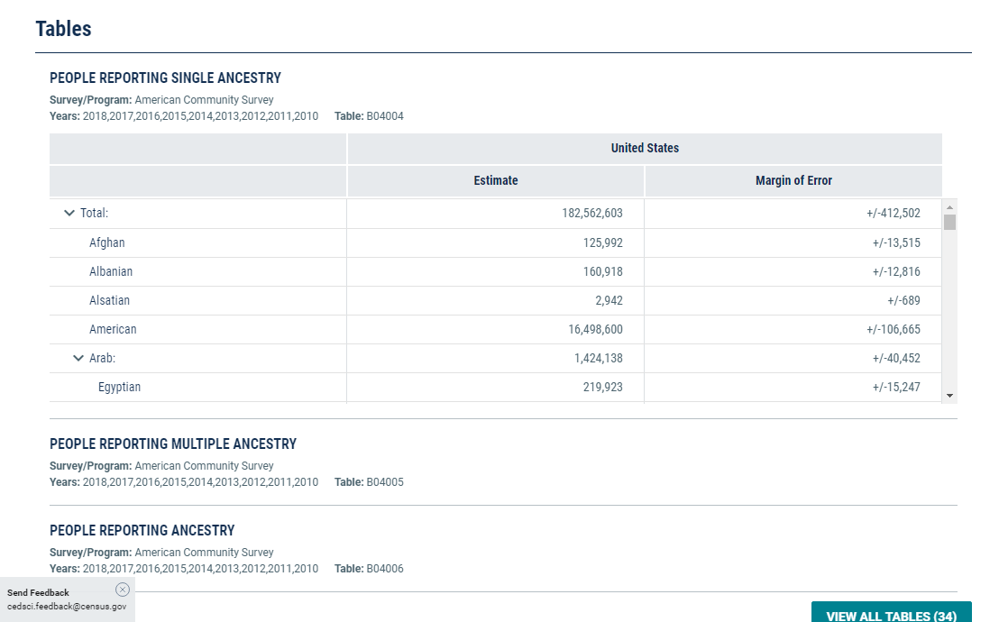 Tables
PEOPLE REPORTING SINGLE ANCESTRY
Survey/Program: American Community Survey
Years: 2018,2017,2016,2015,2014,2013,2012,2011,2010 Table: B04004
United States
Estimate Margin of Error
Total: 182,562,603 +/-412,502
Afghan 125,992 +/-13,515
Albanian 160,918 +/-12,816
Alsatian 2,942 +/-689
American 16,498,600 +/-106,665
Arab: 1,424,138 +/-40,452
Egyptian 219,923 +/-15,247
PEOPLE REPORTING MULTIPLE ANCESTRY
Survey/Program: American Community Survey
Years: 2018,2017,2016,2015,2014,2013,2012,2011,2010 Table: B04005
PEOPLE REPORTING ANCESTRY
Survey/Program: American Community Survey
Years: 2018,2017,2016,2015,2014,2013,2012,2011,2010 Table: B04006
Send Feedback
cedsci.feedback@census.gov
VIEW ALL TABLES (34)